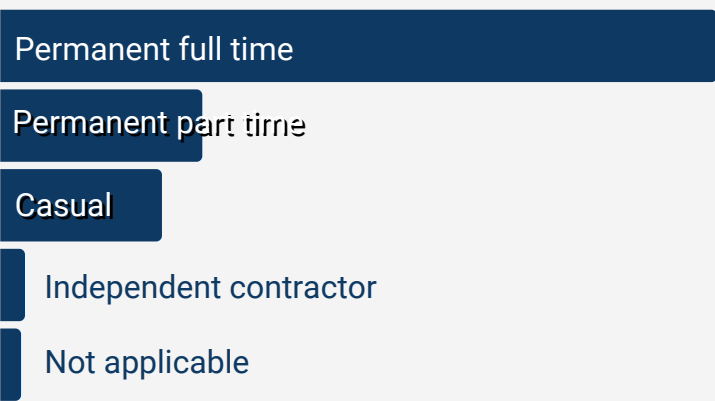 Permanent full time
Permanent part time
Casual
Independent contractor
Not applicable